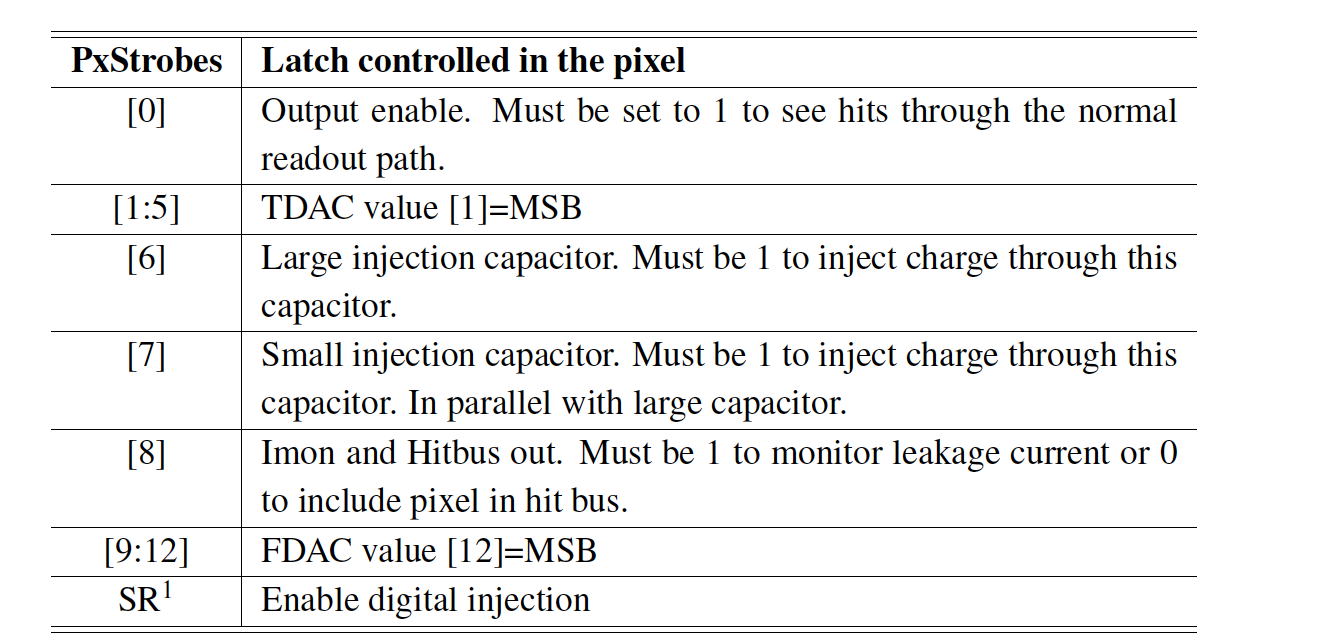 PxStrobes Latch controlled in the pixel
[0] Output enable. Must be set to 1 to see hits through the normal
readout path.
[1:5] TDAC value [1]=MSB
[6] Large injection capacitor. Must be 1 to inject charge through this
capacitor.
[7] Small injection capacitor. Must be 1 to inject charge through this
capacitor. In parallel with large capacitor.
[8] Imon and Hitbus out. Must be 1 to monitor leakage current or 0
to include pixel in hit bus.
[9:12] FDAC value [12]=MSB
SR¹ Enable digital injection